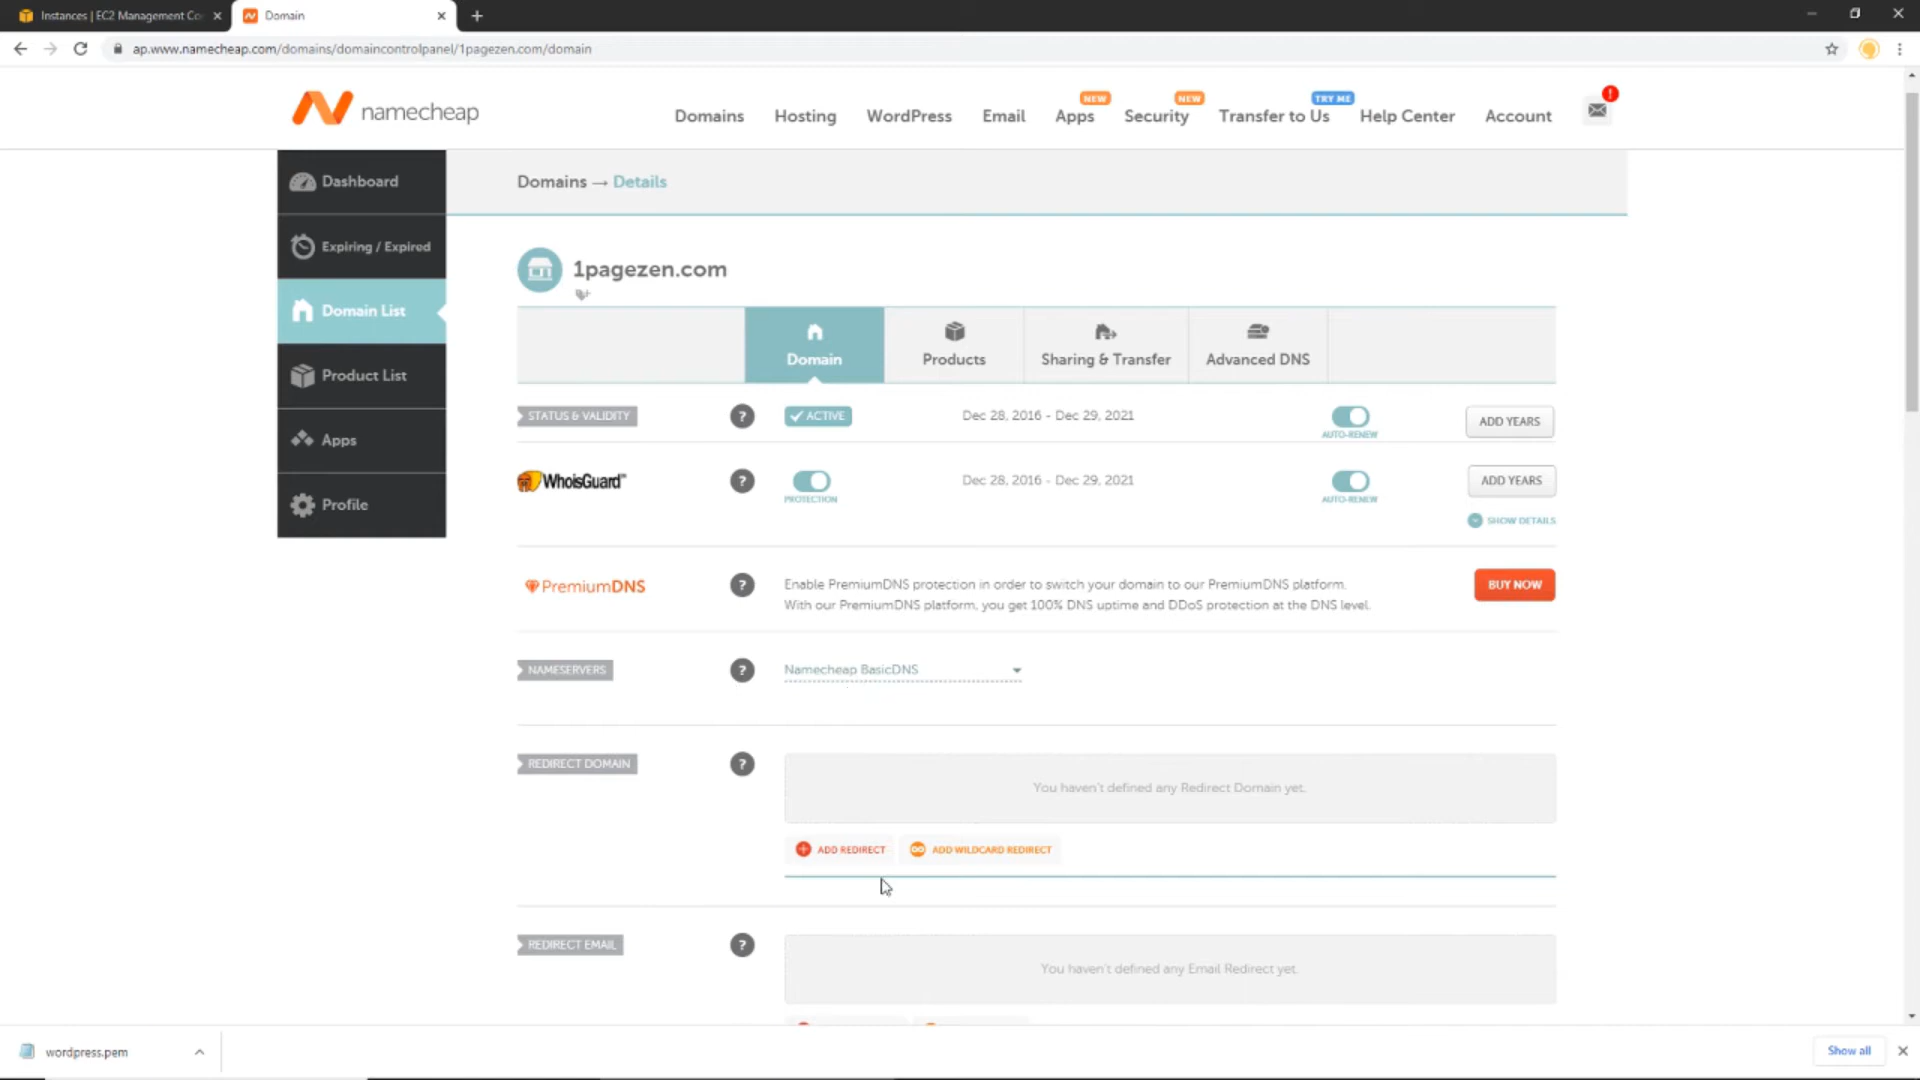 Instances | EC2 Management Co
Domain
ap.www.namecheap.com/domains/domaincontrolpanel/1pagezen.com/domain
namecheap
Domains
Hosting
WordPress
Email
Apps
NEW
Security
NEW
Transfer to Us
TRY ME
Help Center
Account
!
Dashboard
Expiring / Expired
Domain List
Product List
Apps
Profile
Domains → Details
1pagezen.com
Domain
Products
Sharing & Transfer
Advanced DNS
STATUS & VALIDITY
?
ACTIVE
Dec 28, 2016 - Dec 29, 2021
AUTO-RENEW
ADD YEARS
WhoisGuard
?
PROTECTION
Dec 28, 2016 - Dec 29, 2021
AUTO-RENEW
ADD YEARS
SHOW DETAILS
PremiumDNS
?
Enable PremiumDNS protection in order to switch your domain to our PremiumDNS platform.
With our PremiumDNS platform, you get 100% DNS uptime and DDoS protection at the DNS level.
BUY NOW
NAMESERVERS
?
Namecheap BasicDNS
REDIRECT DOMAIN
?
You haven't defined any Redirect Domain yet.
ADD REDIRECT
ADD WILDCARD REDIRECT
REDIRECT EMAIL
?
You haven't defined any Email Redirect yet.
wordpress.pem
Show all